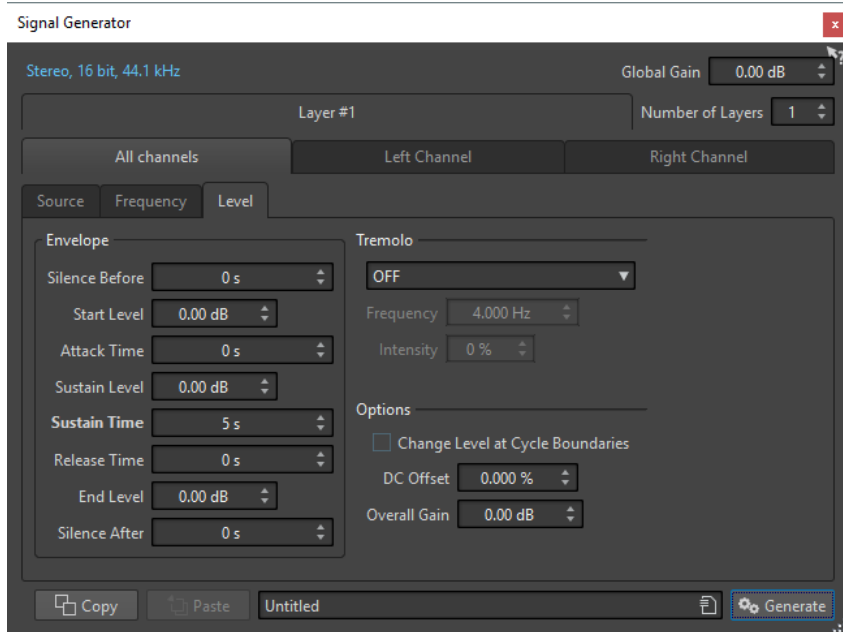 Signal Generator
x
Stereo, 16 bit, 44.1 kHz
Global Gain 0.00 dB
Layer #1
Number of Layers 1
All channels Left Channel Right Channel
Source Frequency Level
Envelope
Silence Before 0 s
Start Level 0.00 dB
Attack Time 0 s
Sustain Level 0.00 dB
Sustain Time 5 s
Release Time 0 s
End Level 0.00 dB
Silence After 0 s
Tremolo
OFF
Frequency 4.000 Hz
Intensity 0 %
Options
Change Level at Cycle Boundaries
DC Offset 0.000 %
Overall Gain 0.00 dB
Copy Paste Untitled Generate